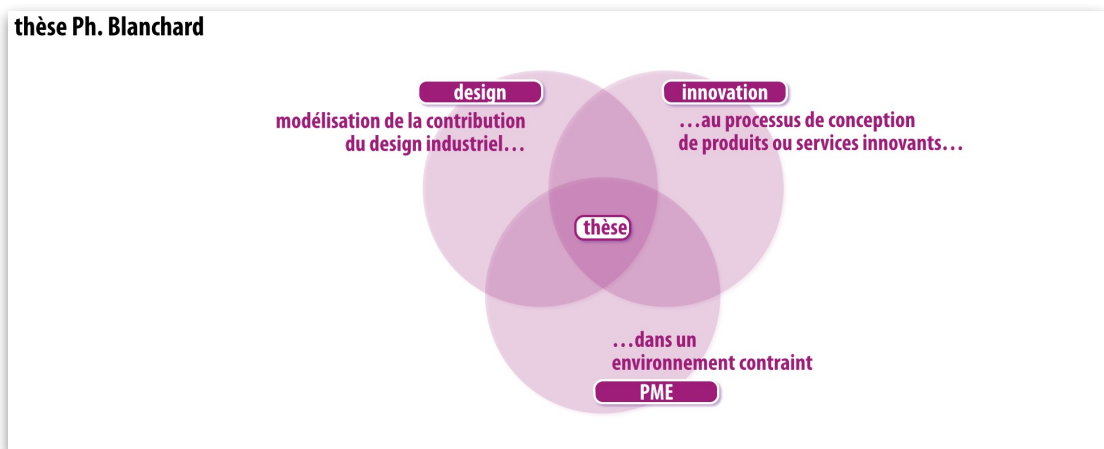 thèse Ph. Blanchard
design
modélisation de la contribution
du design industriel…
innovation
…au processus de conception
de produits ou services innovants…
thèse
…dans un
environnement contraint
PME